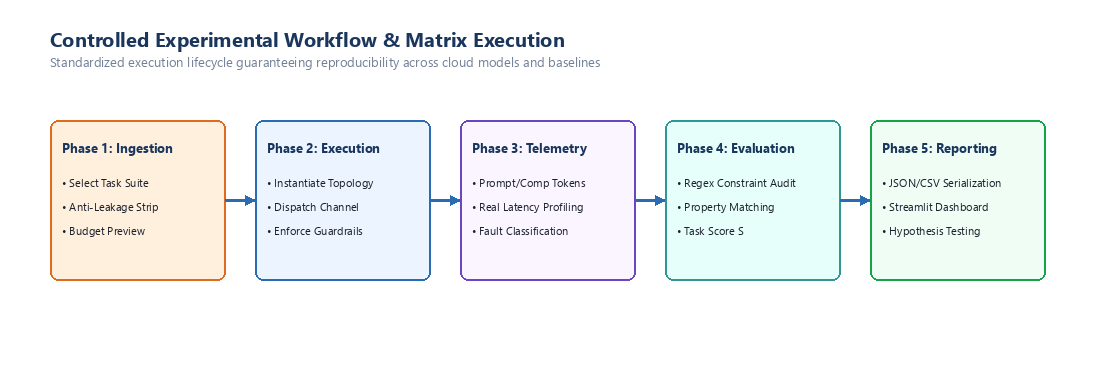 Controlled Experimental Workflow & Matrix Execution
Standardized execution lifecycle guaranteeing reproducibility across cloud models and baselines
Phase 1: Ingestion
• Select Task Suite
• Anti-Leakage Strip
• Budget Preview
Phase 2: Execution
• Instantiate Topology
• Dispatch Channel
• Enforce Guardrails
Phase 3: Telemetry
• Prompt/Comp Tokens
• Real Latency Profiling
• Fault Classification
Phase 4: Evaluation
• Regex Constraint Audit
• Property Matching
• Task Score S
Phase 5: Reporting
• JSON/CSV Serialization
• Streamlit Dashboard
• Hypothesis Testing